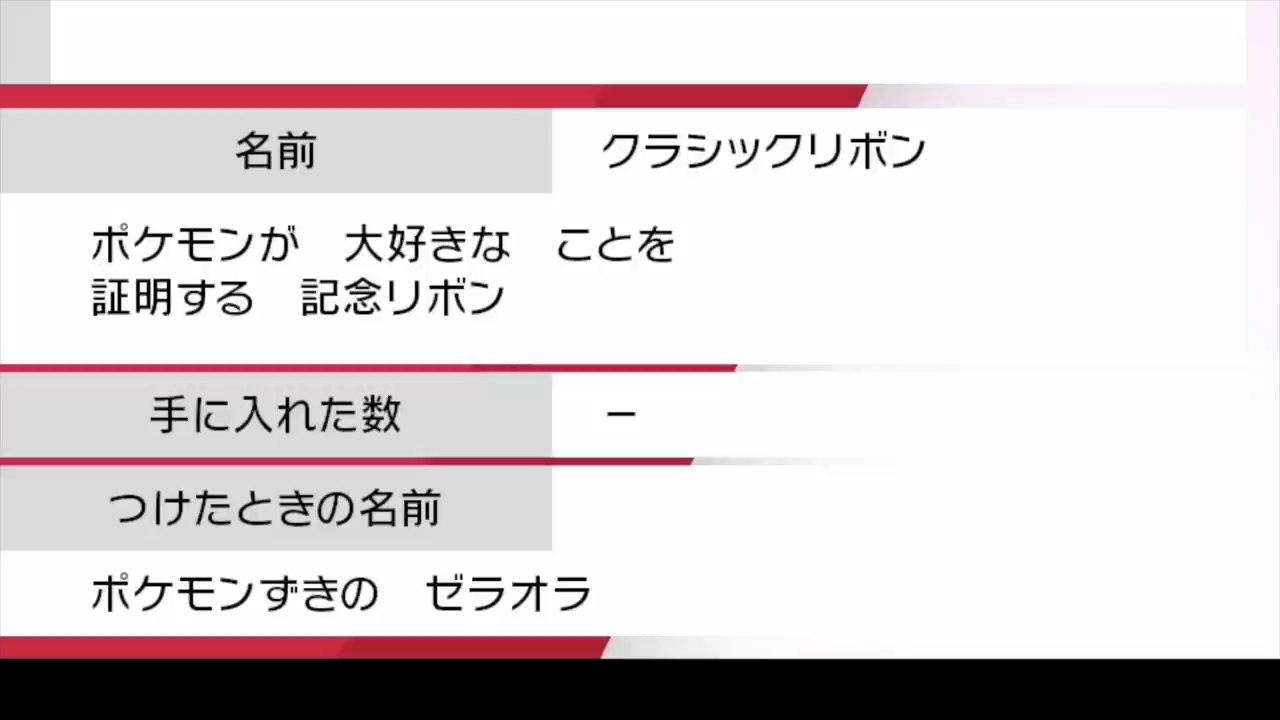 名前 クラシックリボン
ポケモンが 大好きな ことを
証明する 記念リボン
手に入れた数 ー
つけたときの名前
ポケモンずきの ゼラオラ